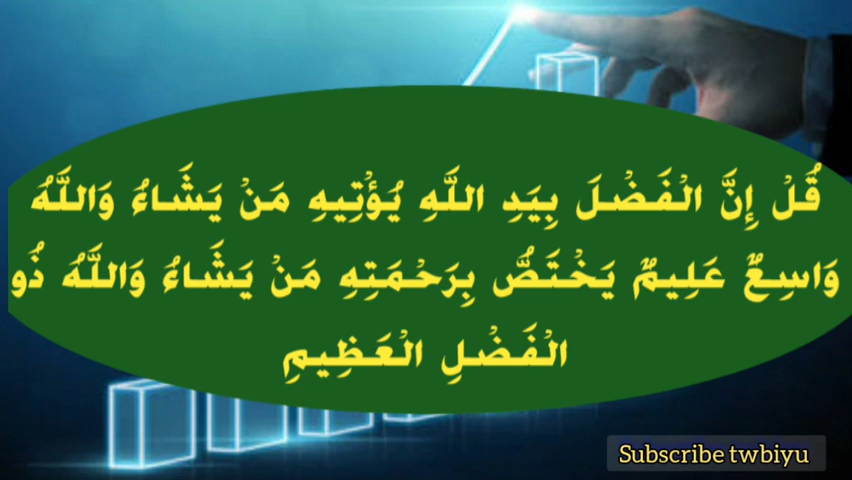 قُلْ إِنَّ الْفَضْلَ بِيَدِ اللَّهِ يُؤْتِيهِ مَنْ يَشَاءُ وَاللَّهُ
وَاسِعٌ عَلِيمٌ يَخْتَصُّ بِرَحْمَتِهِ مَنْ يَشَاءُ وَاللَّهُ ذُو
الْفَضْلِ الْعَظِيمِ
Subscribe twbiyu